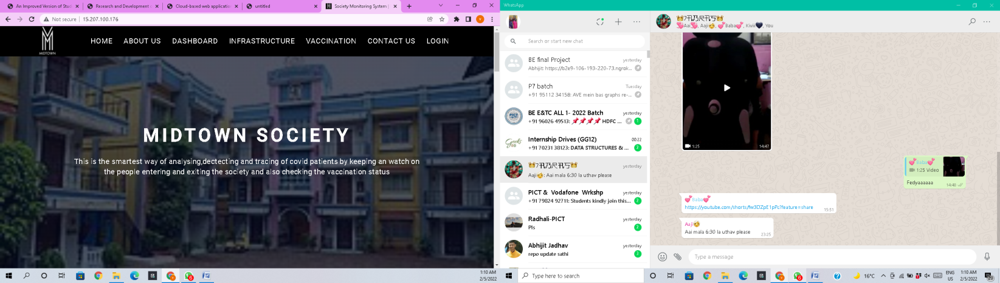 An Improved Version of Stud
Research and Development o
Cloud-based web applicatio
untitled
Society Monitoring System |
Not secure | 15.207.100.176
MIDTOWN
HOME ABOUT US DASHBOARD INFRASTRUCTURE VACCINATION CONTACT US LOGIN
MIDTOWN SOCIETY
This is the smartest way of analysing,dectecting and tracing of covid patients by keeping an watch on
the people entering and exiting the society and also checking the vaccination status
1:10 AM
2/5/2022
WhatsApp
Search or start new chat
BE final Project yesterday
Abhijit: https://b2e9-106-193-220-73.ngrok...
P7 batch Tuesday
+91 95112 34158: AVE mein bas graphs re-...
BE E&TC ALL 1- 2022 Batch yesterday
+91 96026 49513: 📌📌📌📌 HDFC ... 1
Internship Drives (GG12) 00:22
+91 70231 38123: DATA STRUCTURES & ... 2
yesterday
Aaji🥰: Aai mala 6:30 la uthav please
PICT & Vodafone Wrkshp yesterday
+91 79824 92711: Students kindly join this... 2
Radhali-PICT yesterday
Pls 2
Abhijit Jadhav yesterday
repo update sathi 3
💞Aai💞, Aaji🥰, 💞Baba💞, Kiviii🖤, You
1:25 14:47
💞Baba💞
1:25 Video
Fedyaaaaaa 14:48
💞Baba💞
https://youtube.com/shorts/fw3DZpE1pPc?feature=share 15:51
Aaji🥰
Aai mala 6:30 la uthav please 23:25
Type a message
Type here to search
16°C
ENG
US
1:10 AM
2/5/2022
20